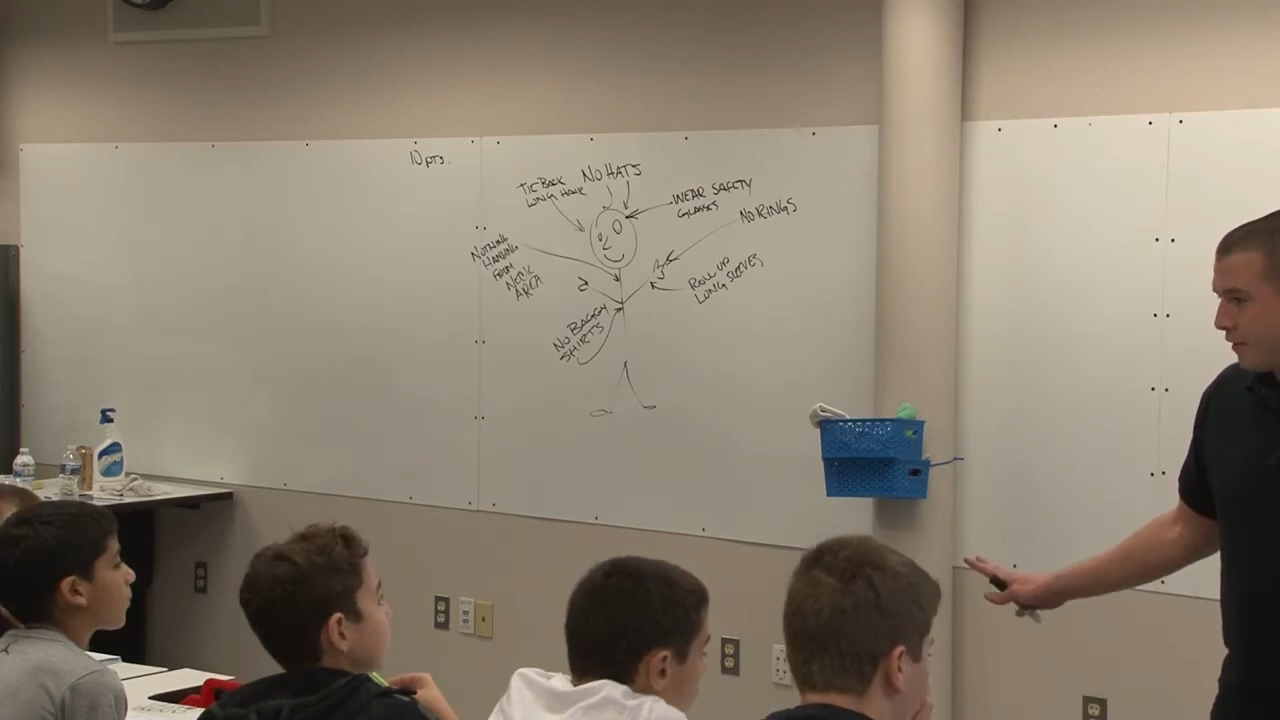 10 pts.
TIE BACK
LONG HAIR
NO HATS
WEAR SAFETY
GLASSES
NO RINGS
NOTHING
HANGING
FROM
NECK
AREA
ROLL UP
LONG SLEEVES
NO BAGGY
SHIRTS
EXPO